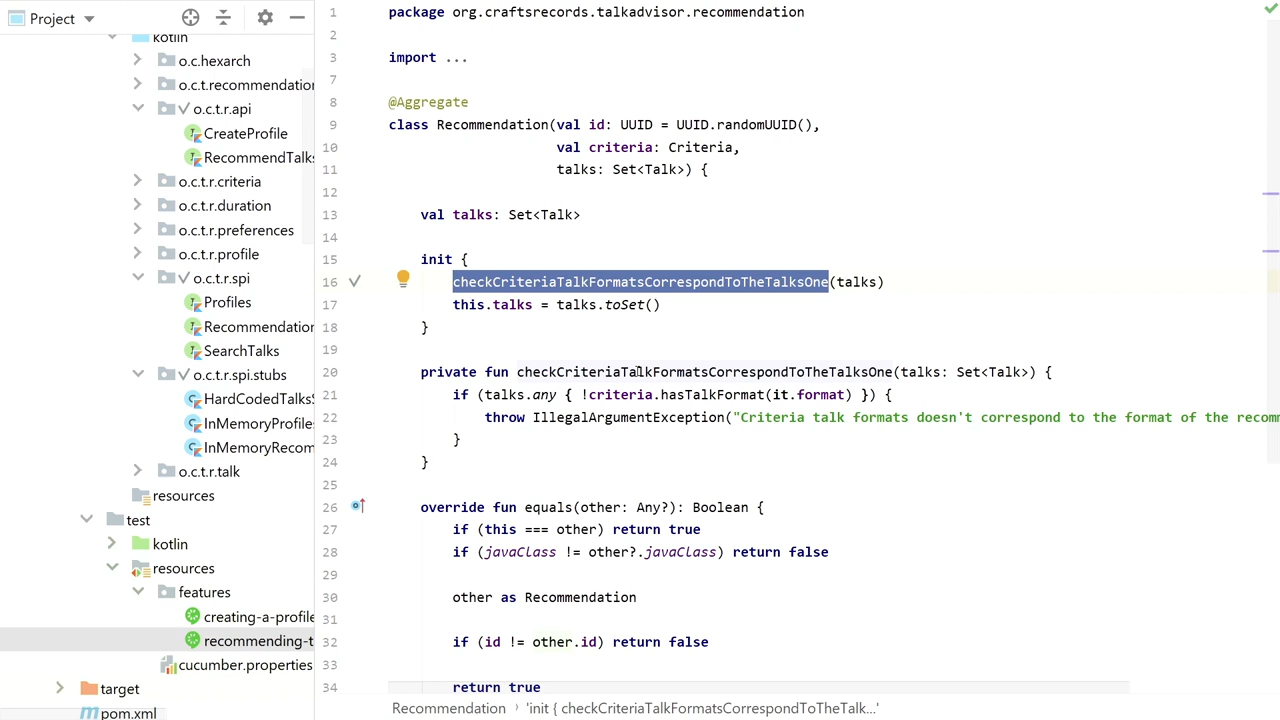 Project
kotlin
o.c.hexarch
o.c.t.recommendation
o.c.t.r.api
CreateProfile
RecommendTalks
o.c.t.r.criteria
o.c.t.r.duration
o.c.t.r.preferences
o.c.t.r.profile
o.c.t.r.spi
Profiles
Recommendation
SearchTalks
o.c.t.r.spi.stubs
HardCodedTalksS
InMemoryProfiles
InMemoryRecom
o.c.t.r.talk
resources
test
kotlin
resources
features
creating-a-profile
recommending-t
cucumber.properties
target
pom.xml
1 package org.craftsrecords.talkadvisor.recommendation
2
3 import ...
7
8 @Aggregate
9 class Recommendation(val id: UUID = UUID.randomUUID(),
10 val criteria: Criteria,
11 talks: Set<Talk>) {
12
13 val talks: Set<Talk>
14
15 init {
16 checkCriteriaTalkFormatsCorrespondToTheTalksOne(talks)
17 this.talks = talks.toSet()
18 }
19
20 private fun checkCriteriaTalkFormatsCorrespondToTheTalksOne(talks: Set<Talk>) {
21 if (talks.any { !criteria.hasTalkFormat(it.format) }) {
22 throw IllegalArgumentException("Criteria talk formats doesn't correspond to the format of the recomm
23 }
24 }
25
26 override fun equals(other: Any?): Boolean {
27 if (this === other) return true
28 if (javaClass != other?.javaClass) return false
29
30 other as Recommendation
31
32 if (id != other.id) return false
33
34 return true
Recommendation › 'init { checkCriteriaTalkFormatsCorrespondToTheTalk...'